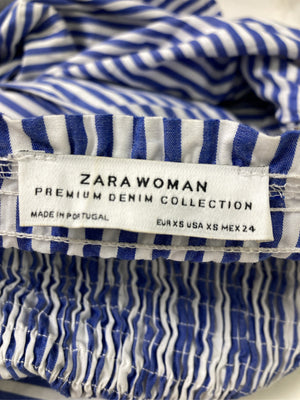 ZARA WOMAN
PREMIUM DENIM COLLECTION
MADE IN PORTUGAL EUR XS USA XS MEX 24